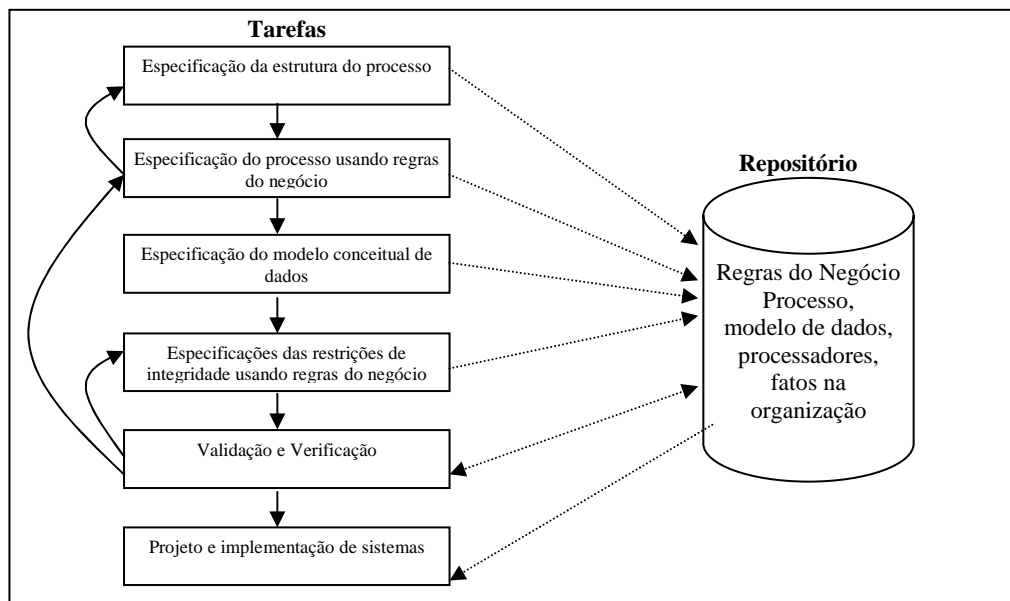 Tarefas
Especificação da estrutura do processo
Especificação do processo usando regras
do negócio
Especificação do modelo conceitual de
dados
Especificações das restrições de
integridade usando regras do negócio
Validação e Verificação
Projeto e implementação de sistemas
Repositório
Regras do Negócio
Processo,
modelo de dados,
processadores,
fatos na
organização